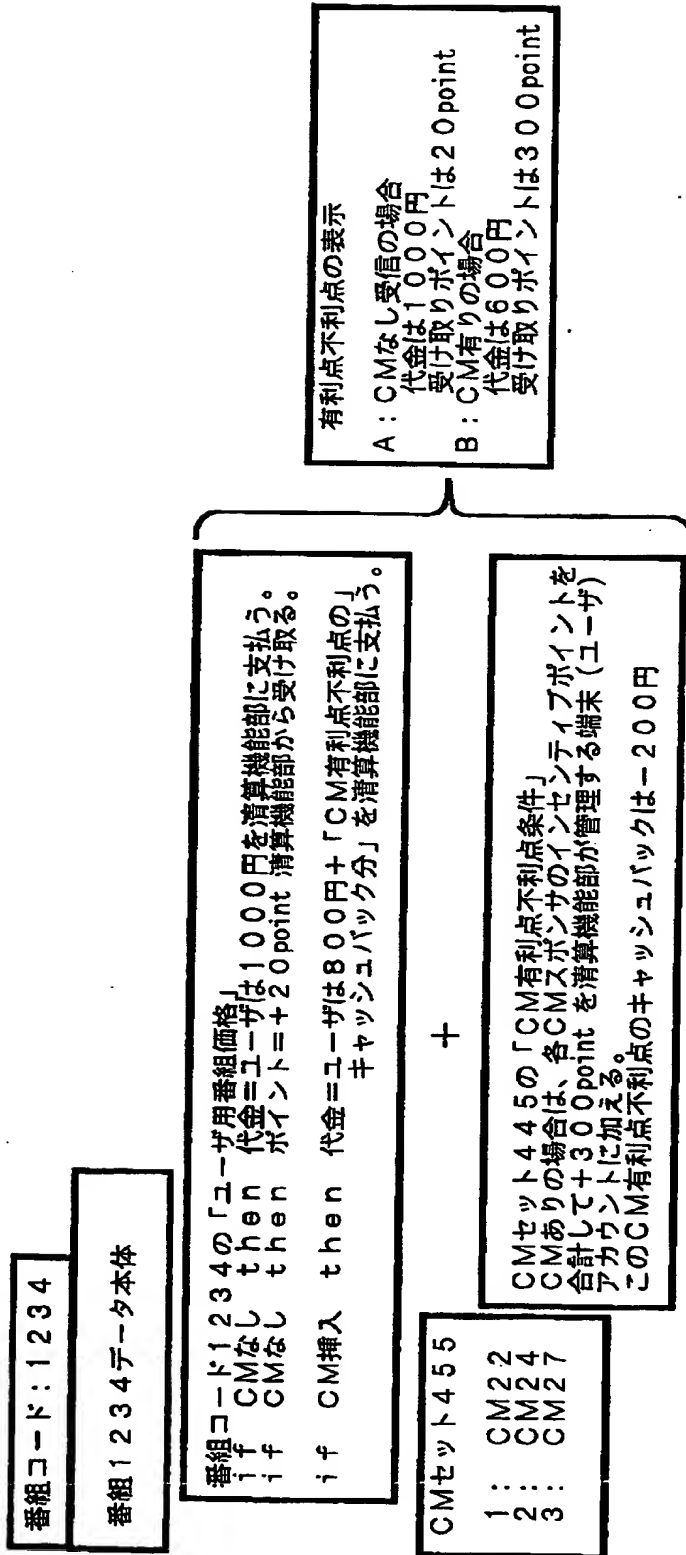 番組コード：１２３４
番組１２３４データ本体
番組コード１２３４の「ユーザ用番組価格」
ｉｆ ＣＭなし ｔｈｅｎ 代金＝ユーザは１０００円を清算機能部に支払う。
ｉｆ ＣＭなし ｔｈｅｎ ポイント＝＋２０point 清算機能部から受け取る。
ｉｆ ＣＭ挿入 ｔｈｅｎ 代金＝ユーザは８００円＋「ＣＭ有利点不利点の」
キャッシュバック分」を清算機能部に支払う。
＋
ＣＭセット４５５
１： ＣＭ２２
２： ＣＭ２４
３： ＣＭ２７
ＣＭセット４４５の「ＣＭ有利点不利点条件」
ＣＭありの場合は、各ＣＭスポンサのインセンティブポイントを
合計して＋３００point を清算機能部が管理する端末（ユーザ）
アカウントに加える。
このＣＭ有利点不利点のキャッシュバックは－２００円
有利点不利点の表示
Ａ：ＣＭなし受信の場合
代金は１０００円
受け取りポイントは２０point
Ｂ：ＣＭ有りの場合
代金は６００円
受け取りポイントは３００point